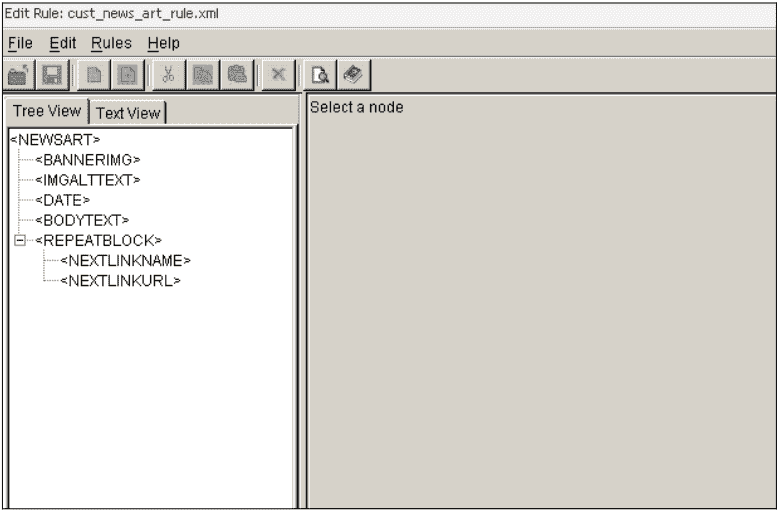 Edit Rule: cust_news_art_rule.xml
File Edit Rules Help
Tree View Text View
Select a node
<NEWSART>
<BANNERIMG>
<IMGALTTEXT>
<DATE>
<BODYTEXT>
<REPEATBLOCK>
<NEXTLINKNAME>
<NEXTLINKURL>